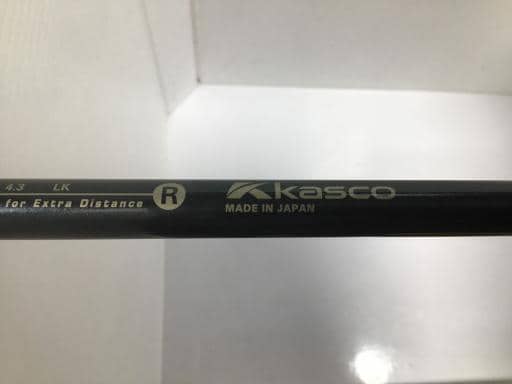 4.3 LK
for Extra Distance R
Kasco
MADE IN JAPAN